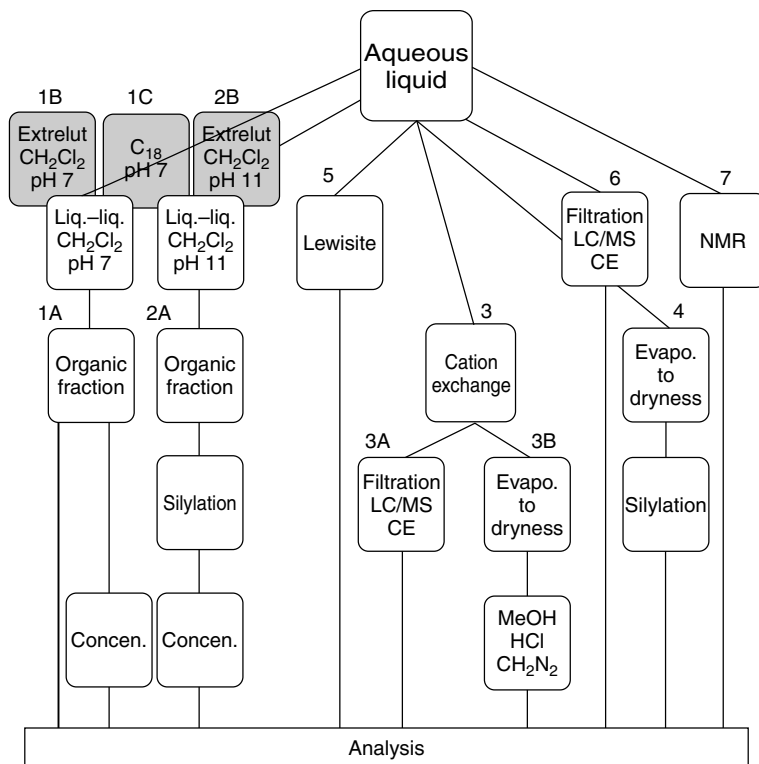 Aqueous
liquid
1B
1C
2B
Extrelut
CH₂Cl₂
pH 7
C₁₈
pH 7
Extrelut
CH₂Cl₂
pH 11
5
6
7
Liq.–liq.
CH₂Cl₂
pH 7
Liq.–liq.
CH₂Cl₂
pH 11
Lewisite
Filtration
LC/MS
CE
NMR
1A
2A
3
4
Organic
fraction
Organic
fraction
Cation
exchange
Evapo.
to
dryness
3A
3B
Silylation
Filtration
LC/MS
CE
Evapo.
to
dryness
Silylation
Concen.
Concen.
MeOH
HCl
CH₂N₂
Analysis